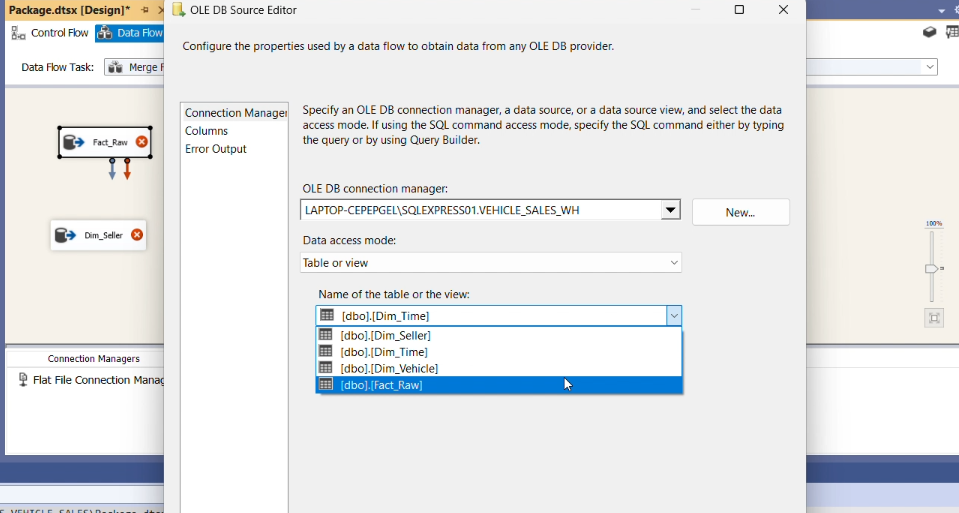 Package.dtsx [Design]*
OLE DB Source Editor
Control Flow
Data Flow
Configure the properties used by a data flow to obtain data from any OLE DB provider.
Data Flow Task:
Merge F
Connection Manager
Columns
Error Output
Specify an OLE DB connection manager, a data source, or a data source view, and select the data
access mode. If using the SQL command access mode, specify the SQL command either by typing
the query or by using Query Builder.
Fact_Raw
Dim_Seller
OLE DB connection manager:
LAPTOP-CEPEPGEL\SQLEXPRESS01.VEHICLE_SALES_WH
New...
Data access mode:
Table or view
100%
Name of the table or the view:
[dbo].[Dim_Time]
[dbo].[Dim_Seller]
[dbo].[Dim_Time]
[dbo].[Dim_Vehicle]
[dbo].[Fact_Raw]
Connection Managers
Flat File Connection Manag